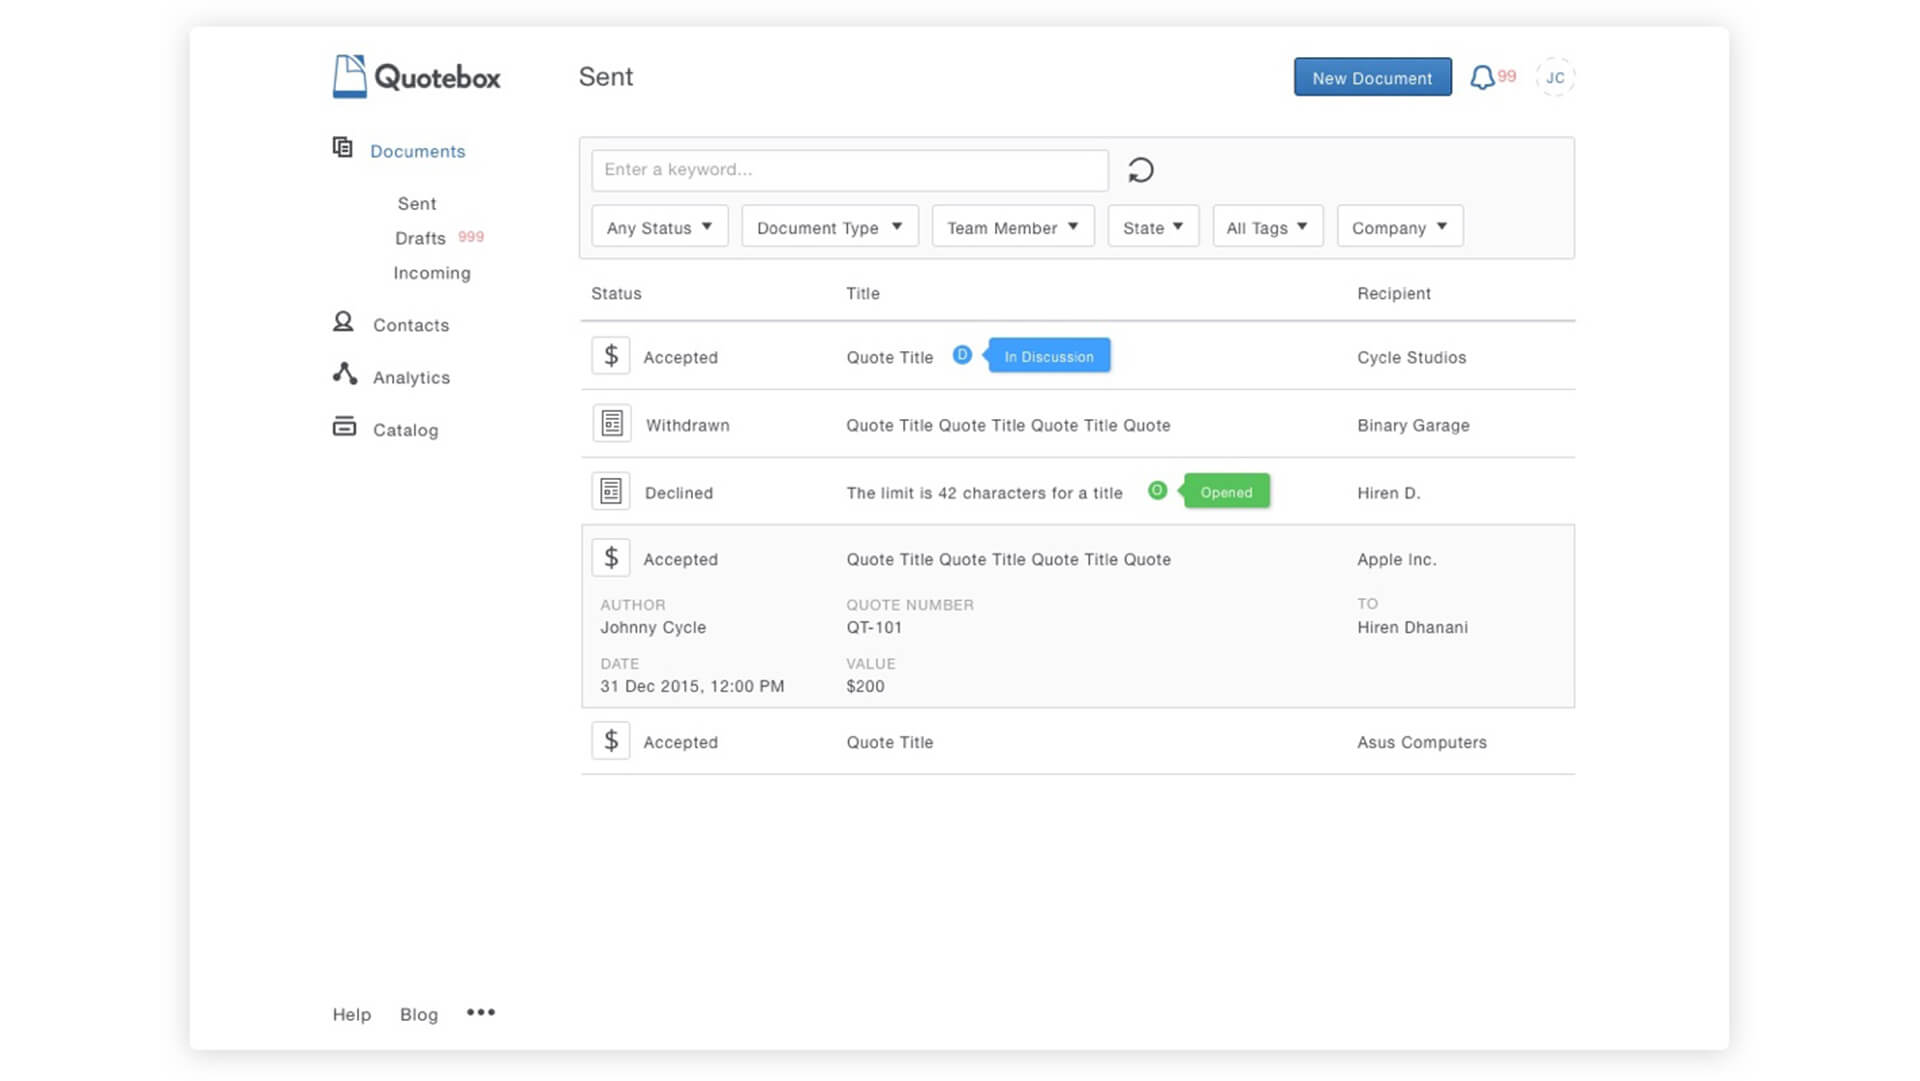 Quotebox
Sent
New Document
99
JC
Documents
Sent
Drafts 999
Incoming
Contacts
Analytics
Catalog
Enter a keyword...
Any Status
Document Type
Team Member
State
All Tags
Company
Status Title Recipient
$ Accepted Quote Title D In Discussion Cycle Studios
Withdrawn Quote Title Quote Title Quote Title Quote Binary Garage
Declined The limit is 42 characters for a title O Opened Hiren D.
$ Accepted Quote Title Quote Title Quote Title Quote Apple Inc.
AUTHOR QUOTE NUMBER TO
Johnny Cycle QT-101 Hiren Dhanani
DATE VALUE
31 Dec 2015, 12:00 PM $200
$ Accepted Quote Title Asus Computers
Help Blog •••